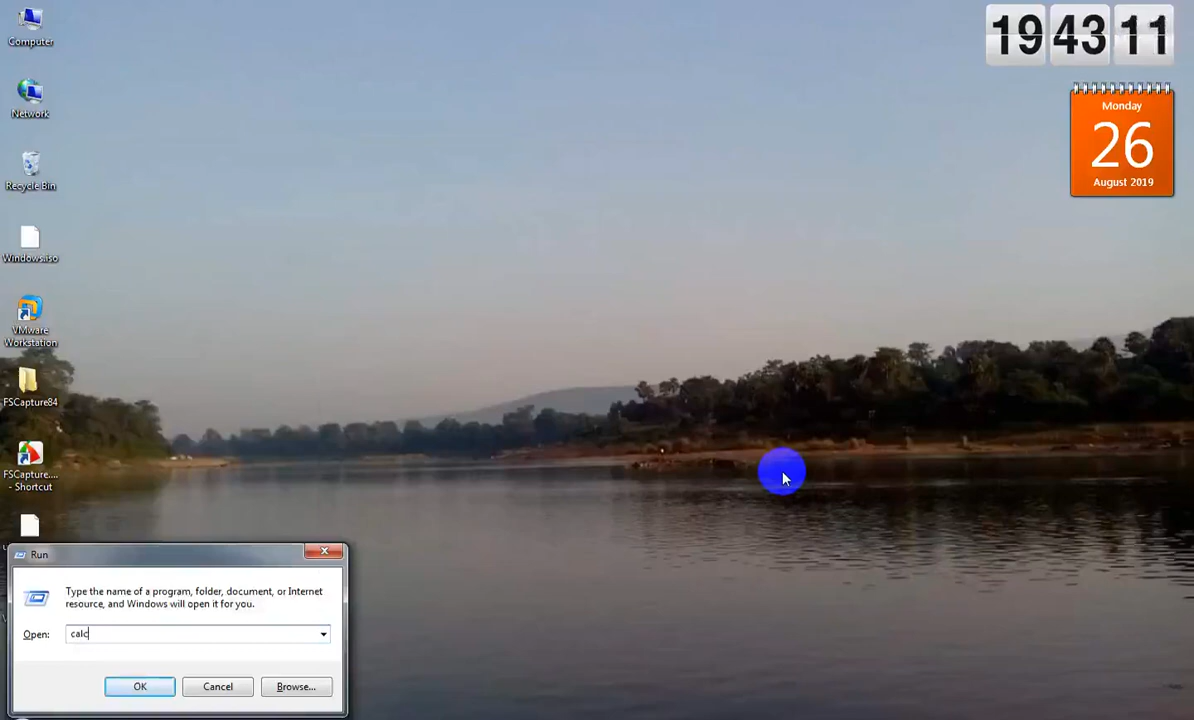 Computer
Network
Recycle Bin
Windows.iso
VMware
Workstation
FSCapture84
FSCapture....
- Shortcut
19 43 11
Monday
26
August 2019
Run
Type the name of a program, folder, document, or Internet
resource, and Windows will open it for you.
Open:
calc
OK
Cancel
Browse...